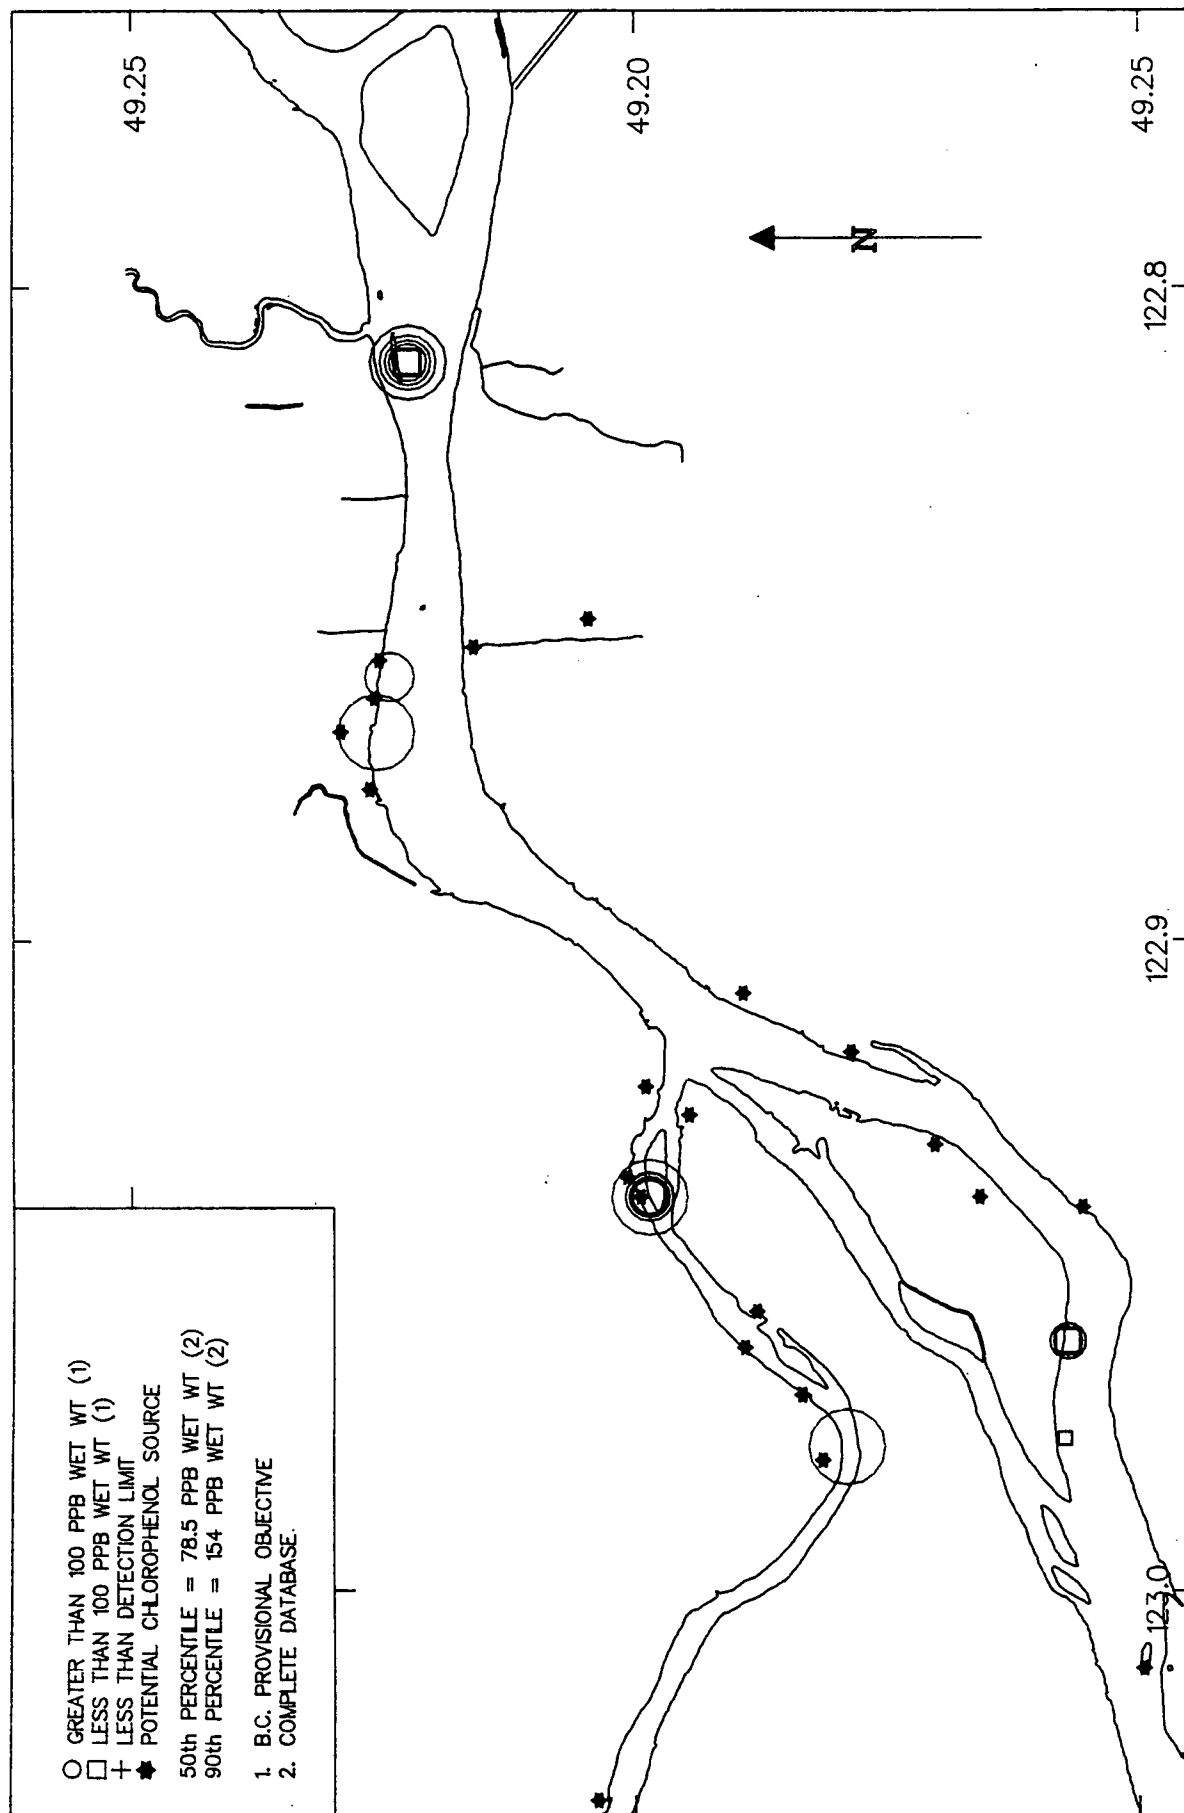 ○ GREATER THAN 100 PPB WET WT (1)
□ LESS THAN 100 PPB WET WT (1)
+ LESS THAN DETECTION LIMIT
✱ POTENTIAL CHLOROPHENOL SOURCE
50th PERCENTILE = 78.5 PPB WET WT (2)
90th PERCENTILE = 154 PPB WET WT (2)
1. B.C. PROVISIONAL OBJECTIVE
2. COMPLETE DATABASE.
49.25
49.20
49.25
N
123.0
122.9
122.8